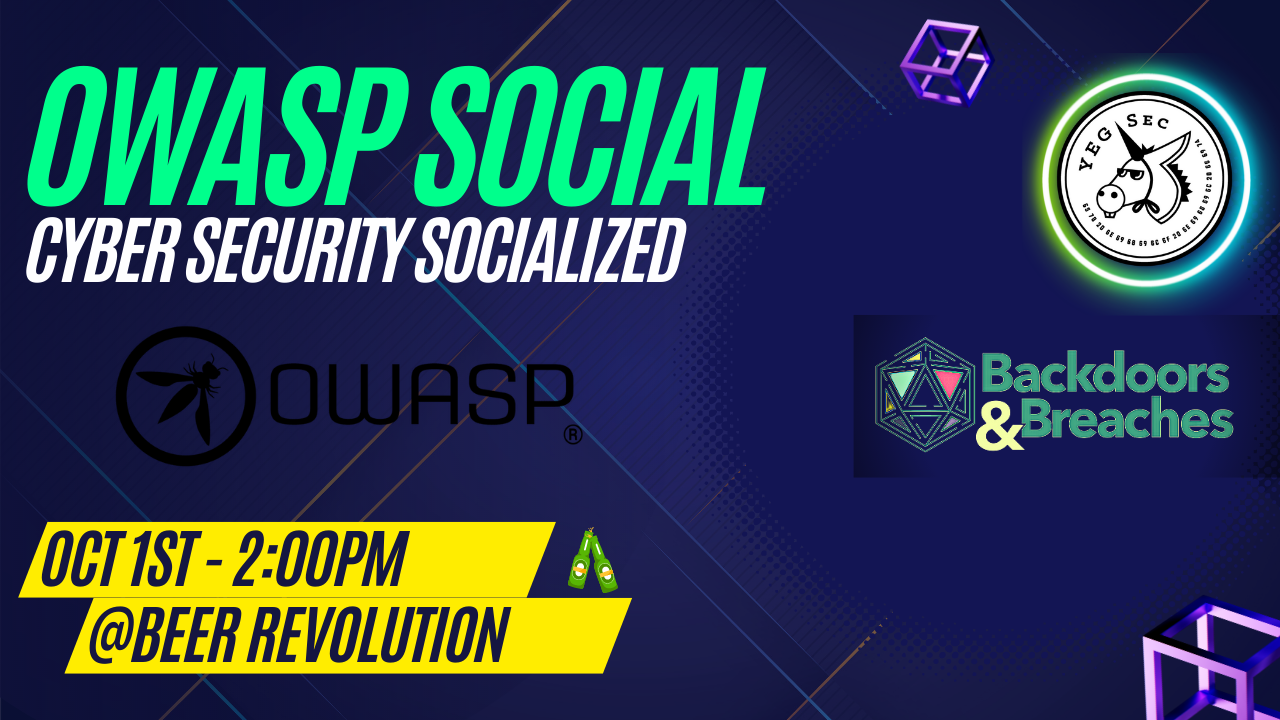 OWASP SOCIAL
CYBER SECURITY SOCIALIZED
YEG SEC
OWASP®
Backdoors
&Breaches
OCT 1ST - 2:00PM
@BEER REVOLUTION